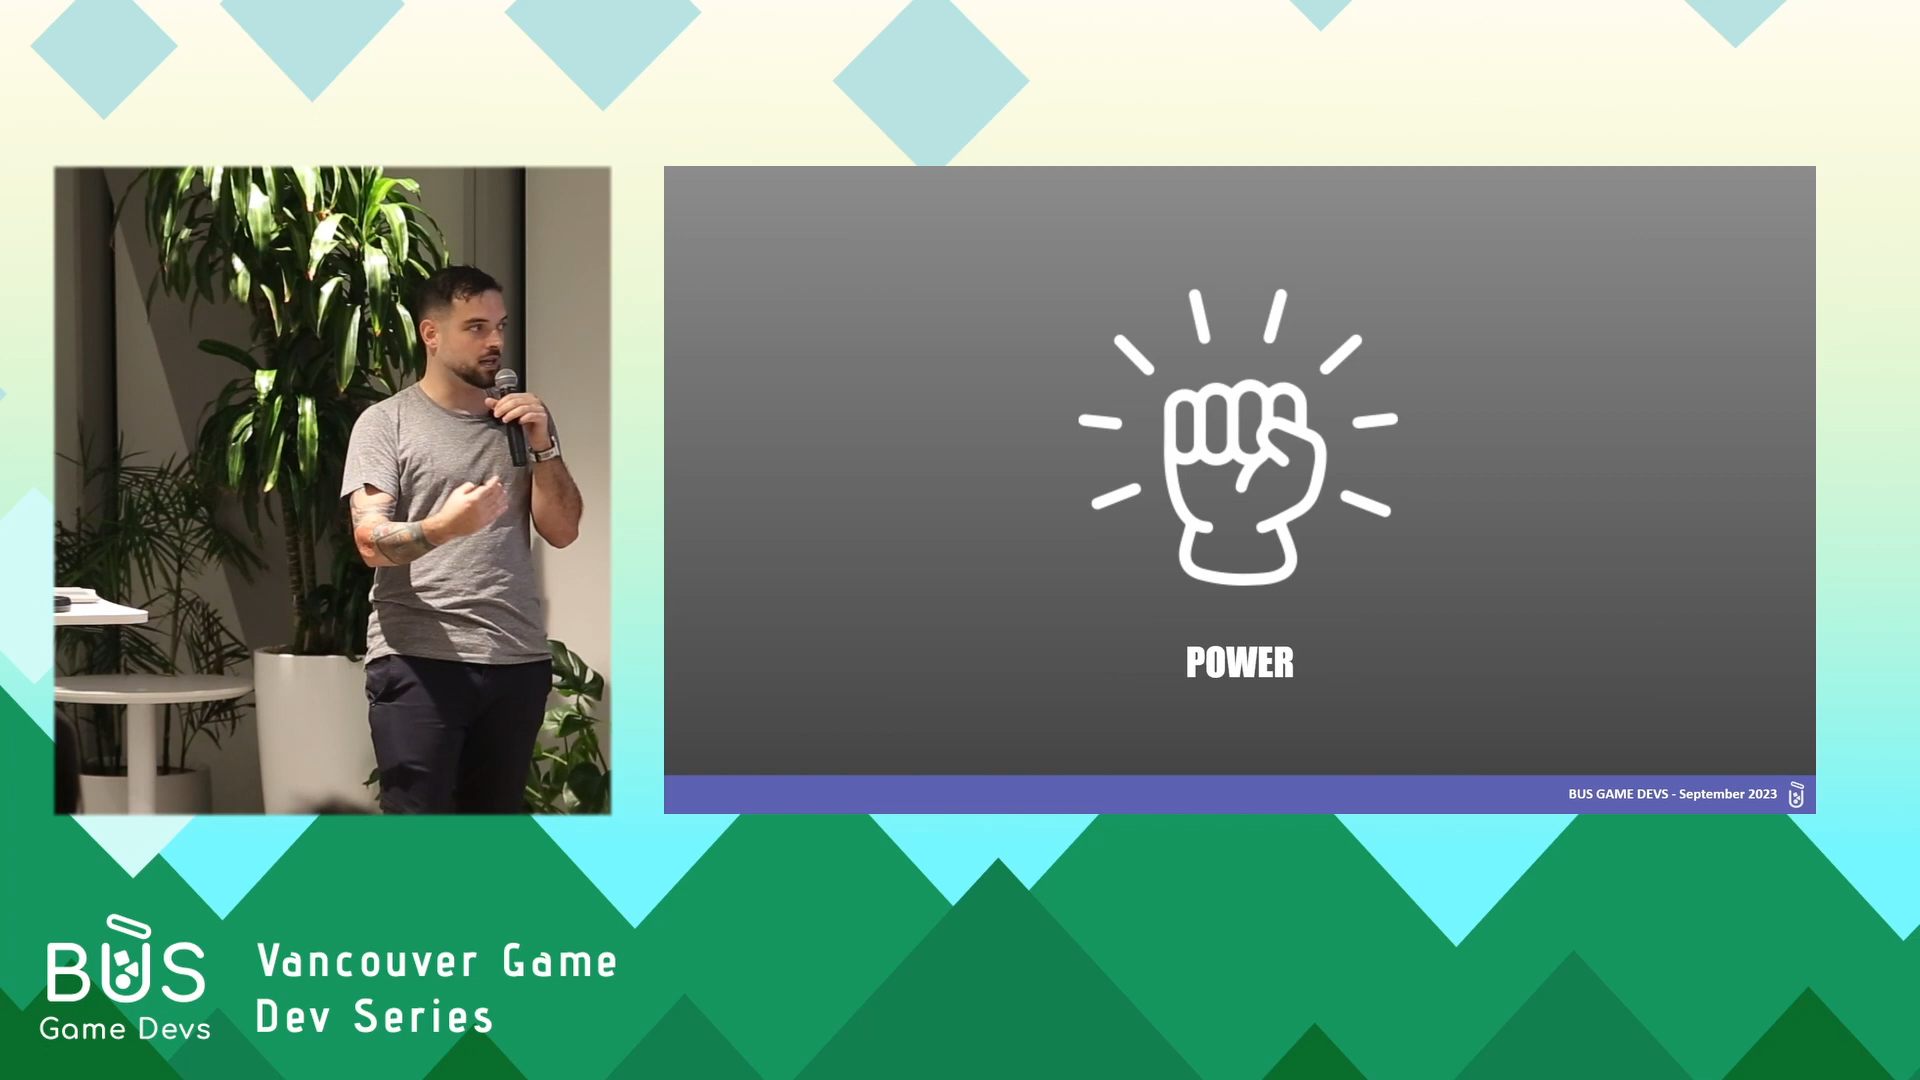 POWER
BUS GAME DEVS - September 2023
BUS
Game Devs
Vancouver Game
Dev Series